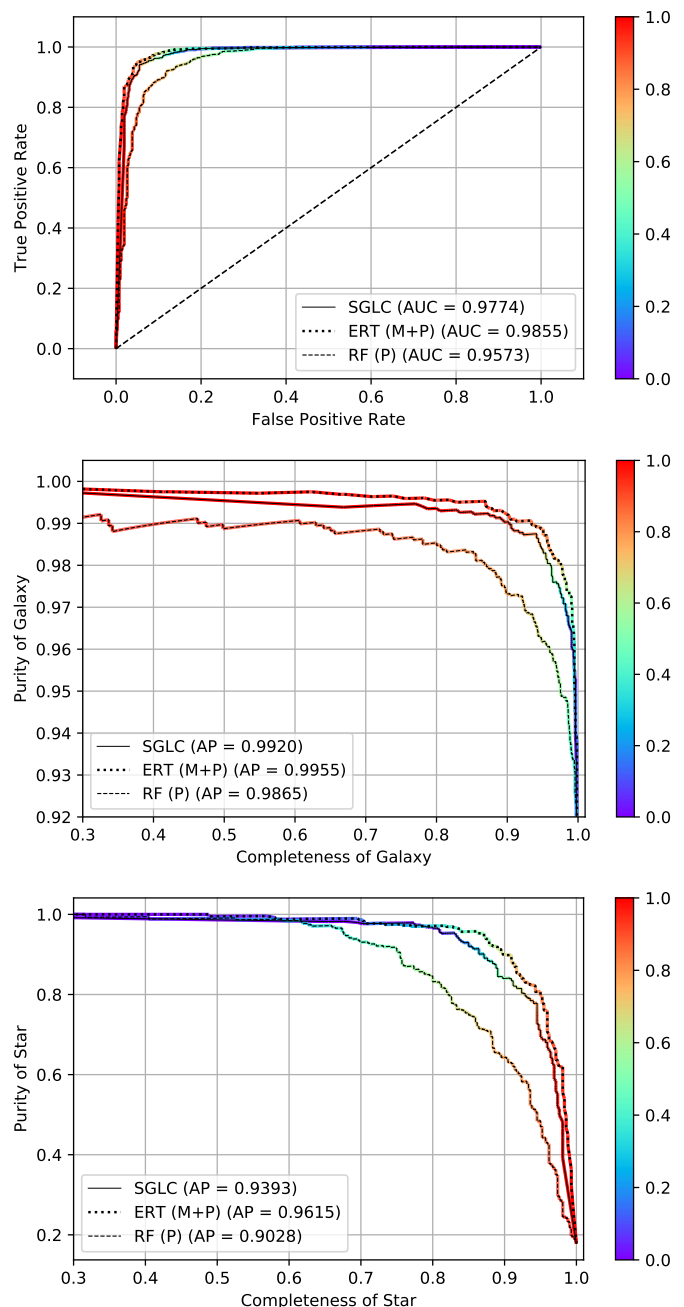 1.0
0.8
0.6
0.4
0.2
0.0
True Positive Rate
0.0 0.2 0.4 0.6 0.8 1.0
False Positive Rate
SGLC (AUC = 0.9774)
ERT (M+P) (AUC = 0.9855)
RF (P) (AUC = 0.9573)
1.0
0.8
0.6
0.4
0.2
0.0
1.00
0.99
0.98
0.97
0.96
0.95
0.94
0.93
0.92
Purity of Galaxy
0.3 0.4 0.5 0.6 0.7 0.8 0.9 1.0
Completeness of Galaxy
SGLC (AP = 0.9920)
ERT (M+P) (AP = 0.9955)
RF (P) (AP = 0.9865)
1.0
0.8
0.6
0.4
0.2
0.0
1.0
0.8
0.6
0.4
0.2
Purity of Star
0.3 0.4 0.5 0.6 0.7 0.8 0.9 1.0
Completeness of Star
SGLC (AP = 0.9393)
ERT (M+P) (AP = 0.9615)
RF (P) (AP = 0.9028)
1.0
0.8
0.6
0.4
0.2
0.0